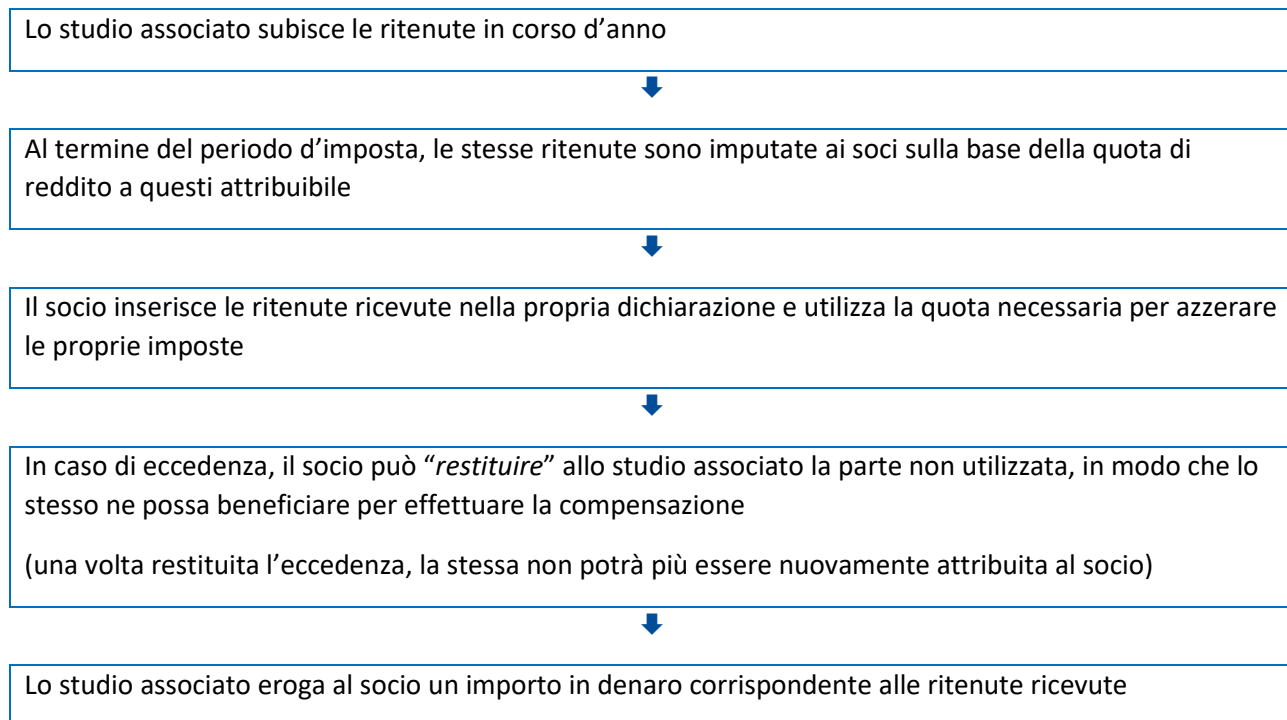 Lo studio associato subisce le ritenute in corso d’anno
Al termine del periodo d’imposta, le stesse ritenute sono imputate ai soci sulla base della quota di
reddito a questi attribuibile
Il socio inserisce le ritenute ricevute nella propria dichiarazione e utilizza la quota necessaria per azzerare
le proprie imposte
In caso di eccedenza, il socio può “restituire” allo studio associato la parte non utilizzata, in modo che lo
stesso ne possa beneficiare per effettuare la compensazione
(una volta restituita l’eccedenza, la stessa non potrà più essere nuovamente attribuita al socio)
Lo studio associato eroga al socio un importo in denaro corrispondente alle ritenute ricevute